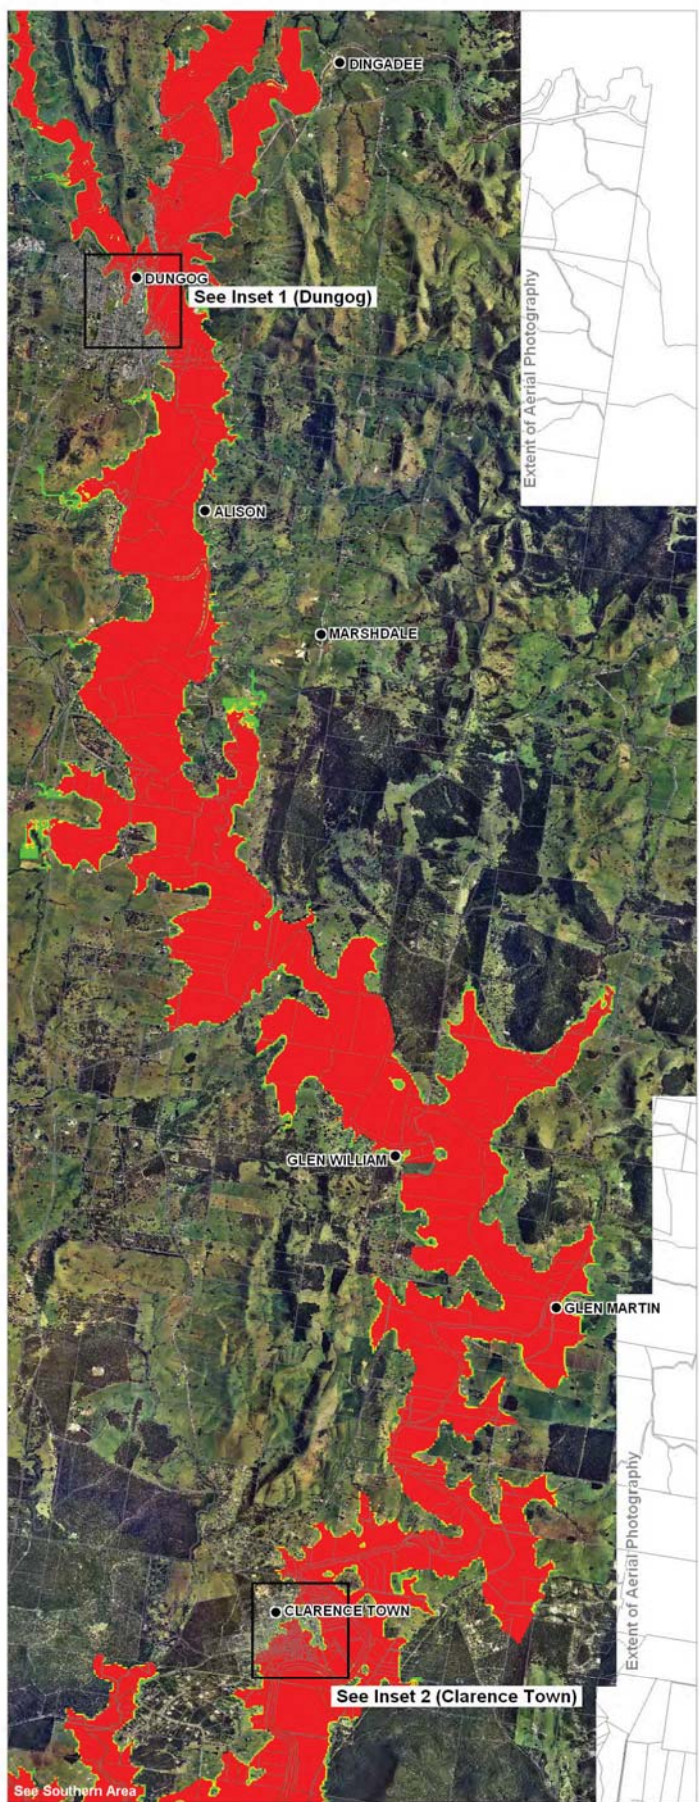 DINGADEE
DUNGOG
See Inset 1 (Dungog)
Extent of Aerial Photography
ALISON
MARSHDALE
GLEN WILLIAM
GLEN MARTIN
Extent of Aerial Photography
CLARENCE TOWN
See Inset 2 (Clarence Town)
See Southern Area